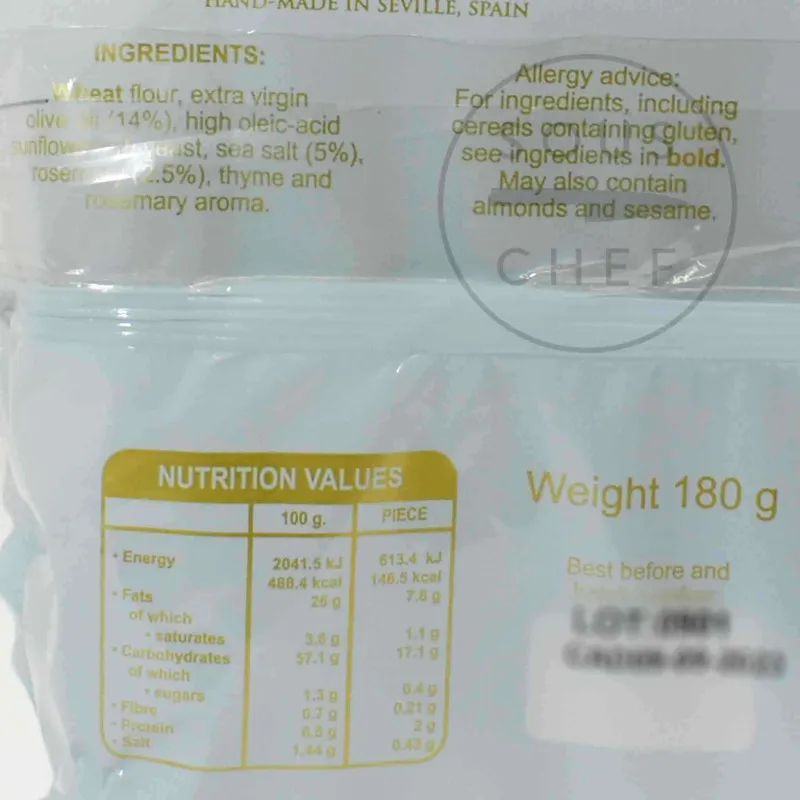 HAND-MADE IN SEVILLE, SPAIN
INGREDIENTS:
Wheat flour, extra virgin
olive (14%), high oleic-acid
sea salt (5%),
thyme and
rosemary aroma.
Allergy advice:
For ingredients, including
cereals containing gluten,
see ingredients in bold.
May also contain
almonds and sesame.
SOUS
CHEF
NUTRITION VALUES
100 g. PIECE
• Energy 2041.5 kJ 613.4 kJ
488.4 kcal 146.5 kcal
• Fats 26 g 7.8 g
of which
• saturates 3.6 g 1.1 g
• Carbohydrates 57.1 g 17.1 g
of which
• sugars 1.3 g 0.4 g
• Fibre 0.7 g 0.21 g
• Protein 6.5 g 2 g
• Salt 1.44 g 0.43 g
Weight 180 g
Best before and
LOT